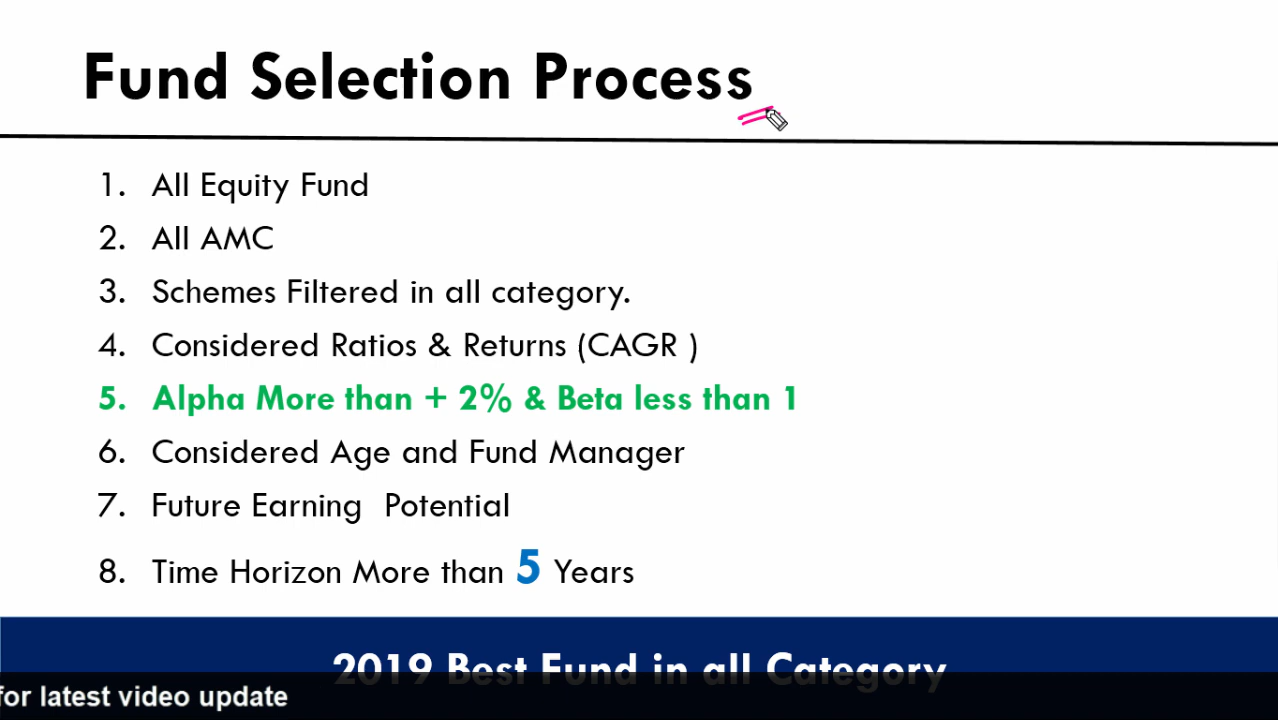 Fund Selection Process
1. All Equity Fund
2. All AMC
3. Schemes Filtered in all category.
4. Considered Ratios & Returns (CAGR )
5. Alpha More than + 2% & Beta less than 1
6. Considered Age and Fund Manager
7. Future Earning Potential
8. Time Horizon More than 5 Years
2019 Best Fund in all Category
for latest video update